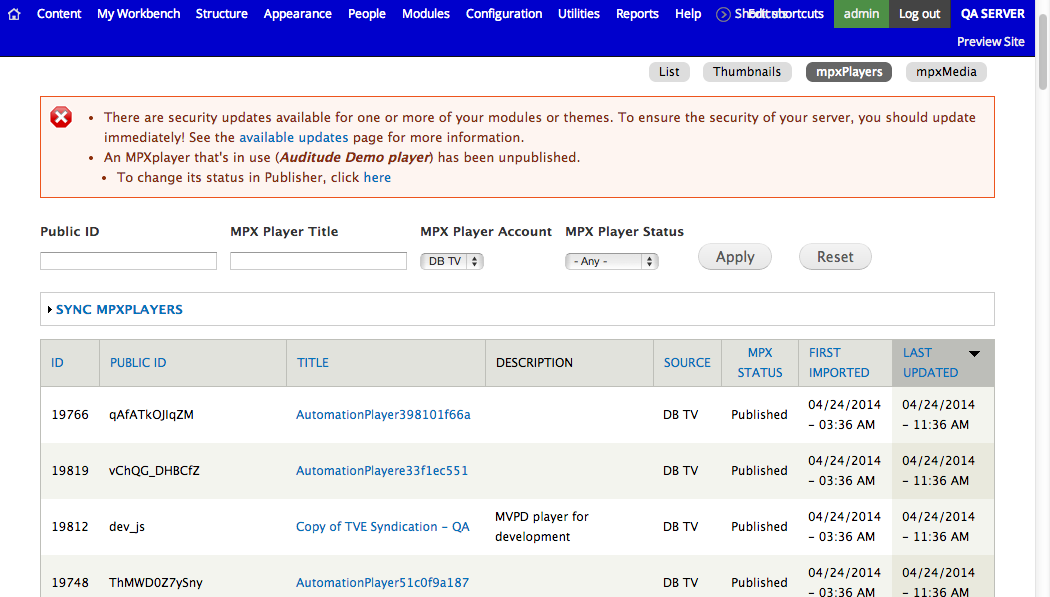 Content My Workbench Structure Appearance People Modules Configuration Utilities Reports Help Edit shortcuts admin Log out QA SERVER
Preview Site
List Thumbnails mpxPlayers mpxMedia
• There are security updates available for one or more of your modules or themes. To ensure the security of your server, you should update
immediately! See the available updates page for more information.
• An MPXplayer that's in use (Auditude Demo player) has been unpublished.
• To change its status in Publisher, click here
Public ID MPX Player Title MPX Player Account MPX Player Status
DB TV - Any - Apply Reset
SYNC MPXPLAYERS
ID PUBLIC ID TITLE DESCRIPTION SOURCE MPX STATUS FIRST IMPORTED LAST UPDATED
19766 qAfATkOJIqZM AutomationPlayer398101f66a DB TV Published 04/24/2014 – 03:36 AM 04/24/2014 – 11:36 AM
19819 vChQG_DHBCfZ AutomationPlayere33f1ec551 DB TV Published 04/24/2014 – 03:36 AM 04/24/2014 – 11:36 AM
19812 dev_js Copy of TVE Syndication – QA MVPD player for development DB TV Published 04/24/2014 – 03:36 AM 04/24/2014 – 11:36 AM
19748 ThMWD0Z7ySny AutomationPlayer51c0f9a187 DB TV Published 04/24/2014 – 03:36 AM 04/24/2014 – 11:36 AM